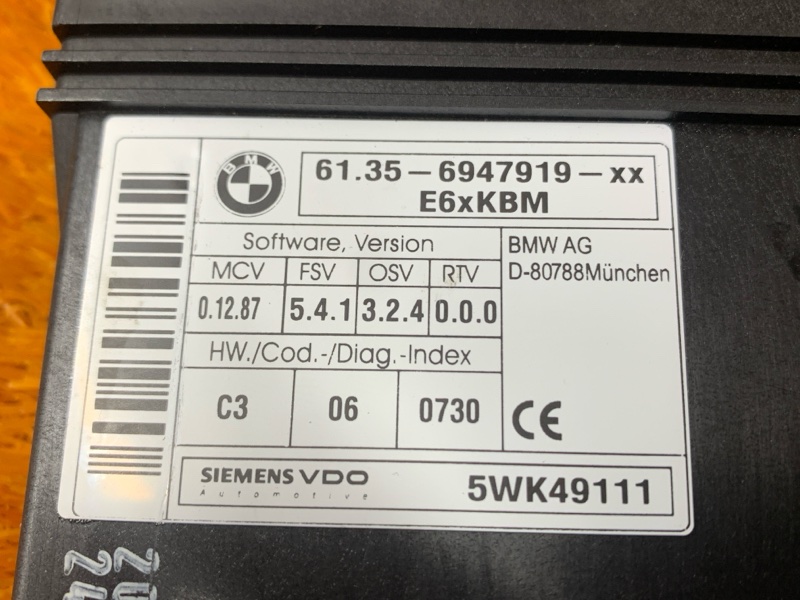 BMW
61.35 – 6947919 – xx
E6xKBM
Software, Version
MCV FSV OSV RTV
0.12.87 5.4.1 3.2.4 0.0.0
HW./Cod.-/Diag.-Index
C3 06 0730
BMW AG
D-80788München
CE
SIEMENS VDO
Automotive
5WK49111